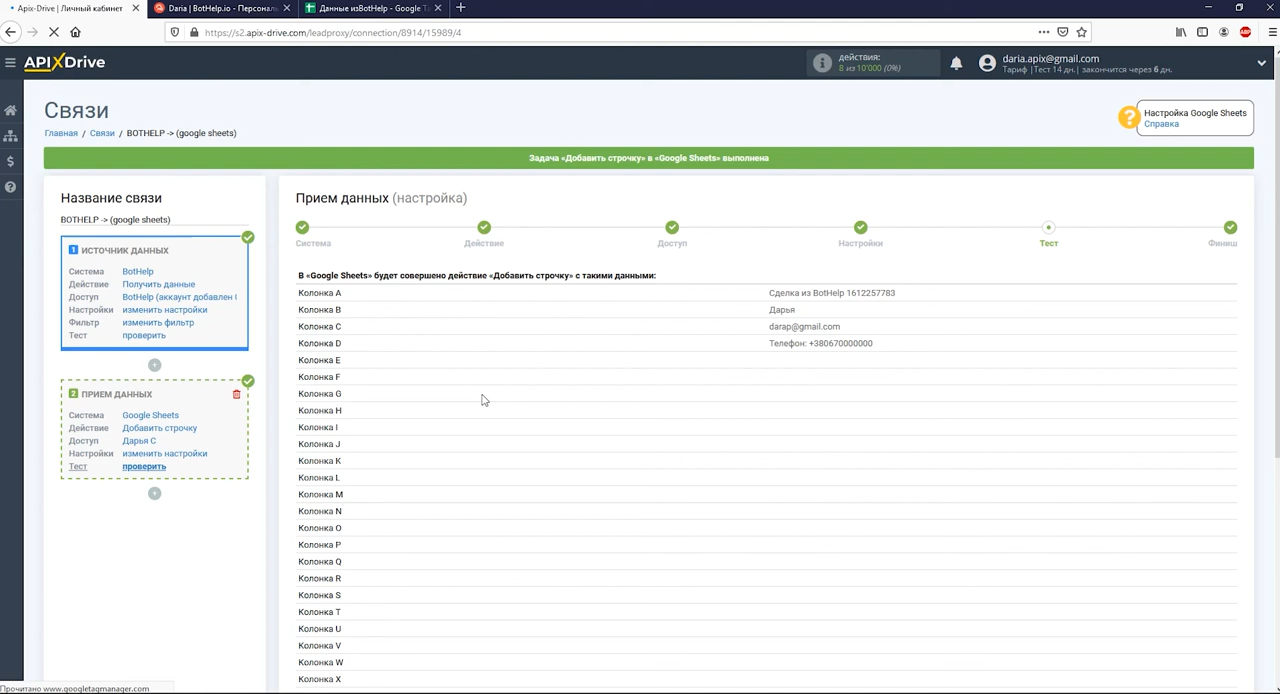 Apix-Drive | Личный кабинет
Daria | BotHelp.io - Персональ
Данные изBotHelp - Google Та
https://s2.apix-drive.com/leadproxy/connection/8914/15989/4
APIXDrive
действия:
8 из 10'000 (0%)
daria.apix@gmail.com
Тариф |Тест 14 дн.| закончится через 6 дн.
Связи
Главная / Связи / BOTHELP -> (google sheets)
? Настройка Google Sheets
Справка
Задача «Добавить строчку» в «Google Sheets» выполнена
Название связи
BOTHELP -> (google sheets)
1 ИСТОЧНИК ДАННЫХ
Система BotHelp
Действие Получить данные
Доступ BotHelp (аккаунт добавлен
Настройки изменить настройки
Фильтр изменить фильтр
Тест проверить
2 ПРИЕМ ДАННЫХ
Система Google Sheets
Действие Добавить строчку
Доступ Дарья С
Настройки изменить настройки
Тест проверить
Прием данных (настройка)
Система Действие Доступ Настройки Тест Финиш
В «Google Sheets» будет совершено действие «Добавить строчку» с такими данными:
Колонка A Сделка из BotHelp 1612257783
Колонка B Дарья
Колонка C darap@gmail.com
Колонка D Телефон: +380670000000
Колонка E
Колонка F
Колонка G
Колонка H
Колонка I
Колонка J
Колонка K
Колонка L
Колонка M
Колонка N
Колонка O
Колонка P
Колонка Q
Колонка R
Колонка S
Колонка T
Колонка U
Колонка V
Колонка W
Колонка X
Прочитано www.googletagmanager.com